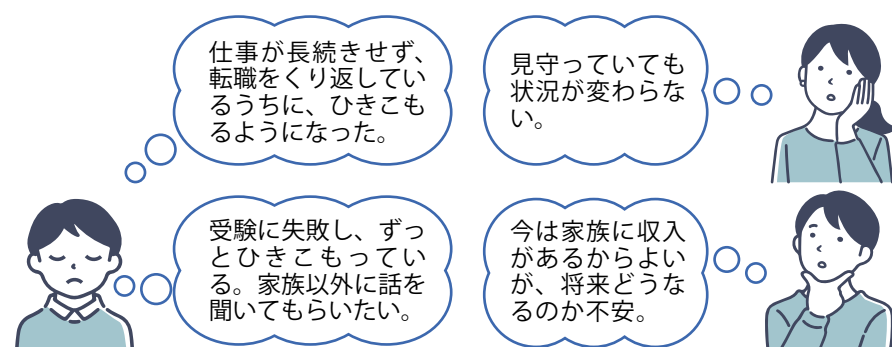 仕事が長続きせず、
転職をくり返してい
るうちに、ひきこも
るようになった。
見守っていても
状況が変わらな
い。
受験に失敗し、ずっ
とひきこもってい
る。家族以外に話を
聞いてもらいたい。
今は家族に収入
があるからよい
が、将来どうな
るのか不安。